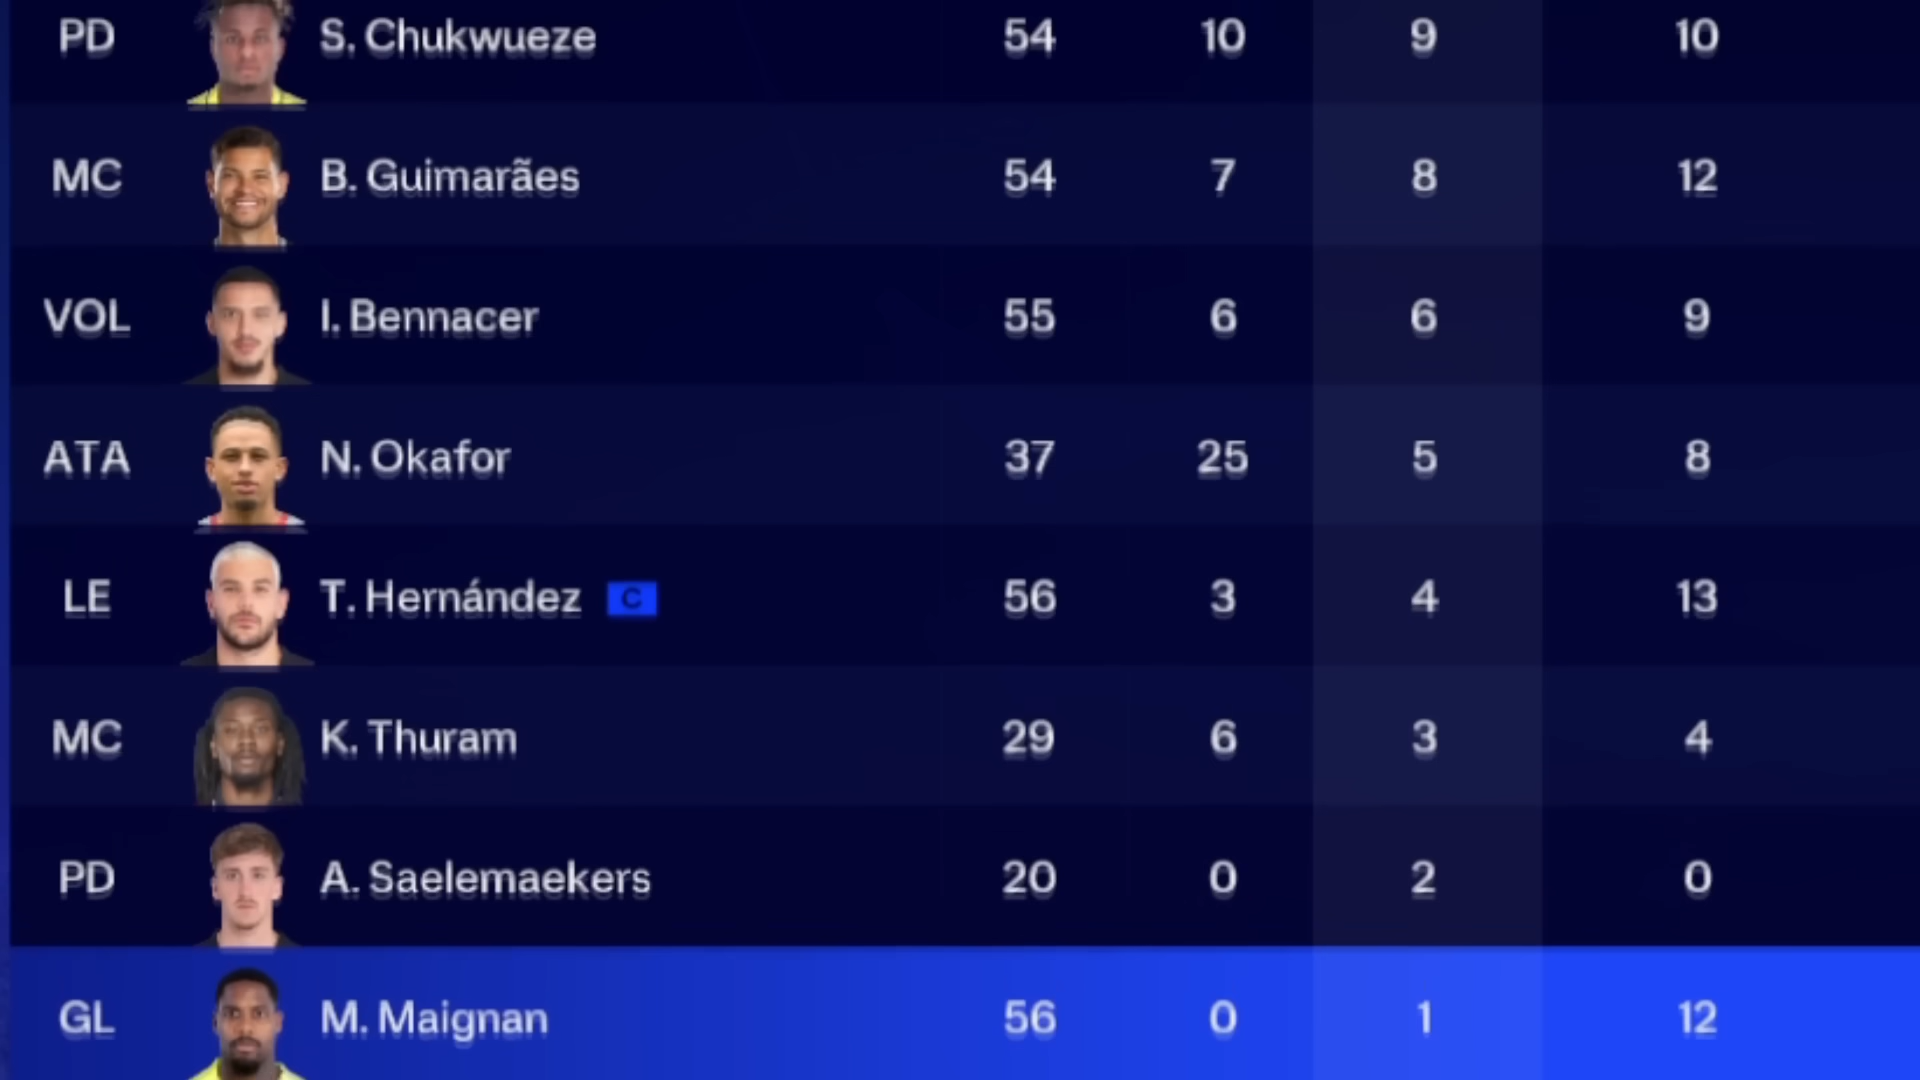 PD S. Chukwueze 54 10 9 10
MC B. Guimarães 54 7 8 12
VOL I. Bennacer 55 6 6 9
ATA N. Okafor 37 25 5 8
LE T. Hernández C 56 3 4 13
MC K. Thuram 29 6 3 4
PD A. Saelemaekers 20 0 2 0
GL M. Maignan 56 0 1 12